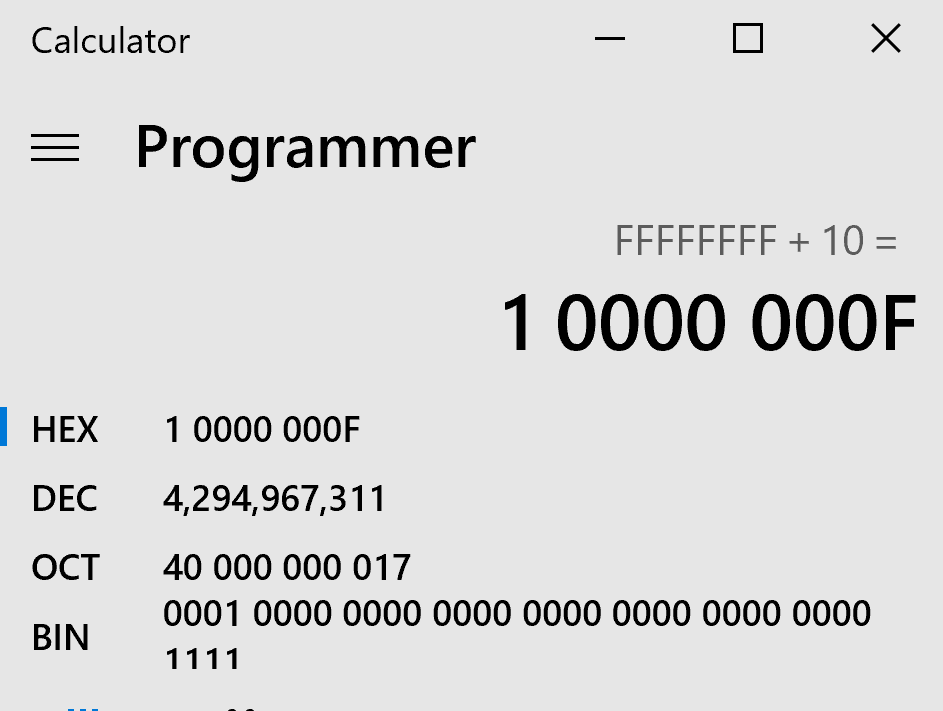 Calculator
Programmer
FFFFFFFF + 10 =
1 0000 000F
HEX 1 0000 000F
DEC 4,294,967,311
OCT 40 000 000 017
BIN 0001 0000 0000 0000 0000 0000 0000 0000
1111